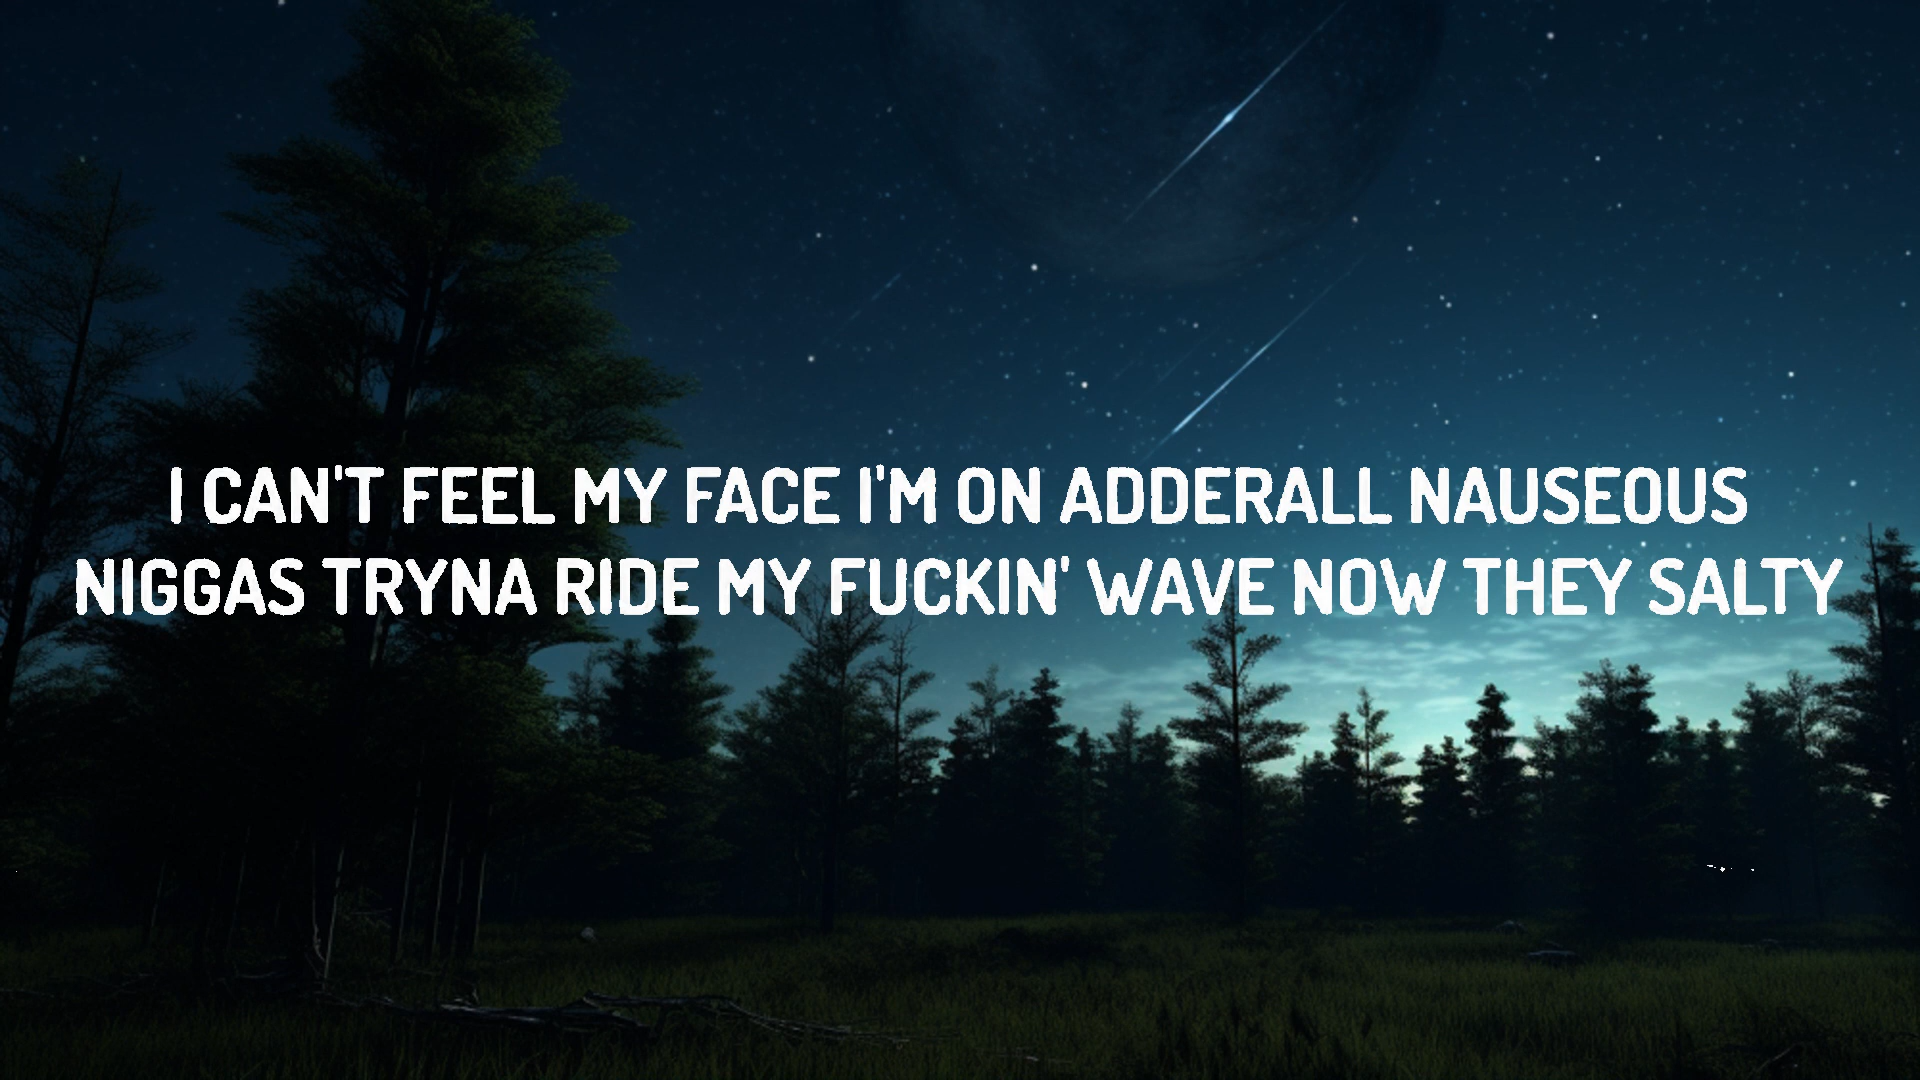 I CAN'T FEEL MY FACE I'M ON ADDERALL NAUSEOUS
NIGGAS TRYNA RIDE MY FUCKIN' WAVE NOW THEY SALTY